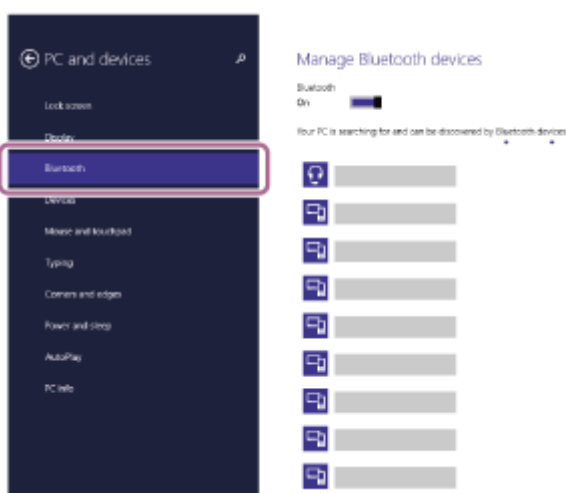 PC and devices
Lock screen
Display
Bluetooth
Devices
Mouse and touchpad
Typing
Corners and edges
Power and sleep
AutoPlay
PC info
Manage Bluetooth devices
Bluetooth
On
Your PC is searching for and can be discovered by Bluetooth devices